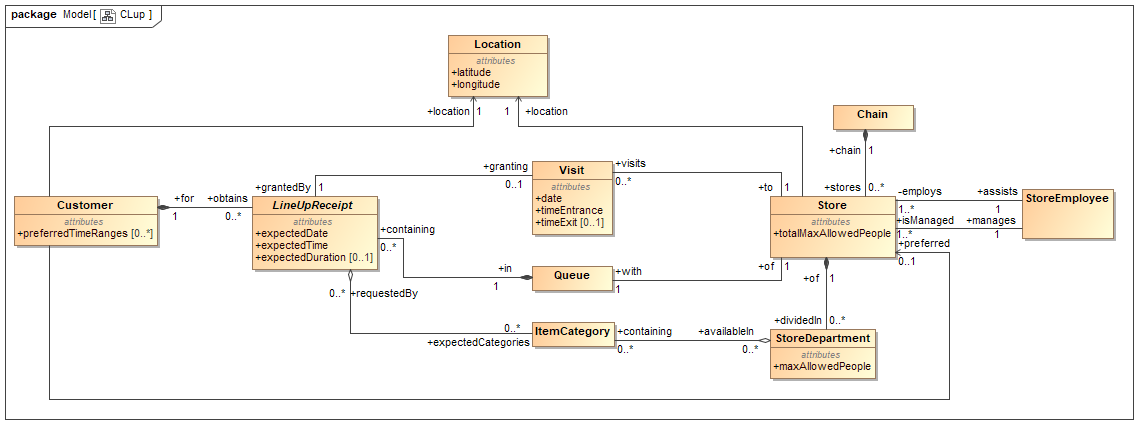 package Model[ CLup ]
Location
attributes
+latitude
+longitude
+location 1
1 +location
Chain
+chain 1
+stores 0..*
Customer
attributes
+preferredTimeRanges [0..*]
+for
1
+obtains
0..*
LineUpReceipt
attributes
+expectedDate
+expectedTime
+expectedDuration [0..1]
+grantedBy 1
+granting
0..1
Visit
attributes
+date
+timeEntrance
+timeExit [0..1]
+visits
0..*
+to 1
Store
attributes
+totalMaxAllowedPeople
-employs
1..*
+assists
1
+isManaged
1..*
+manages
1
+preferred
0..1
StoreEmployee
+containing
0..*
+in
1
Queue
+with
1
+of 1
+of
1
+dividedIn 0..*
0..* +requestedBy
0..*
+expectedCategories
ItemCategory
+containing
0..*
+availableIn
0..*
StoreDepartment
attributes
+maxAllowedPeople